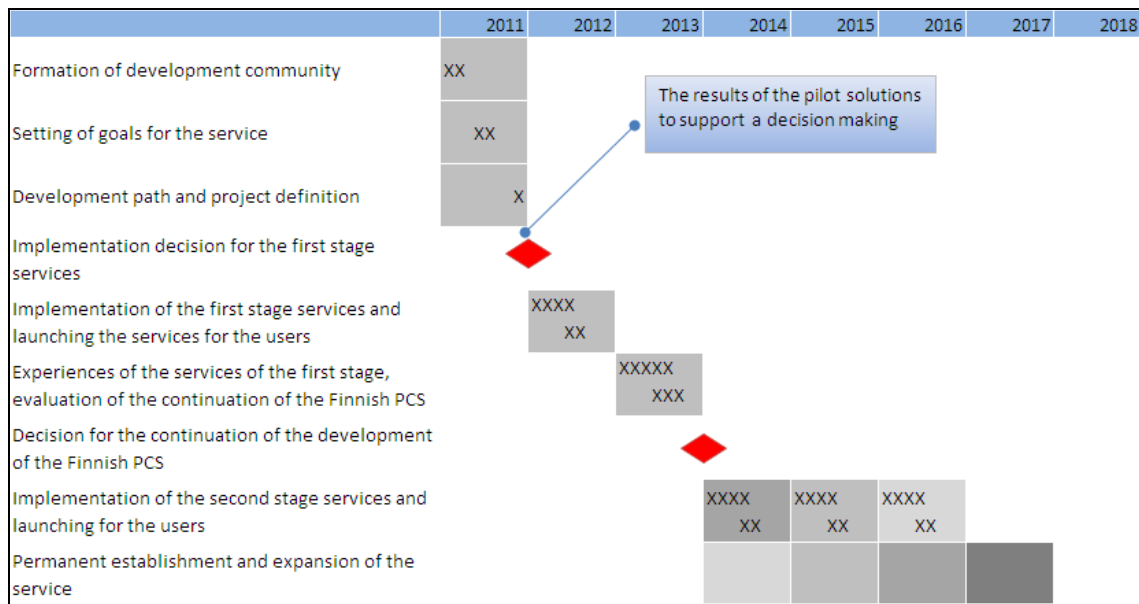 2011 2012 2013 2014 2015 2016 2017 2018
Formation of development community XX
The results of the pilot solutions
to support a decision making
Setting of goals for the service XX
Development path and project definition X
Implementation decision for the first stage
services
Implementation of the first stage services and XXXX
launching the services for the users XX
Experiences of the services of the first stage, XXXXX
evaluation of the continuation of the Finnish PCS XXX
Decision for the continuation of the development
of the Finnish PCS
Implementation of the second stage services and XXXX XXXX XXXX
launching for the users XX XX XX
Permanent establishment and expansion of the
service